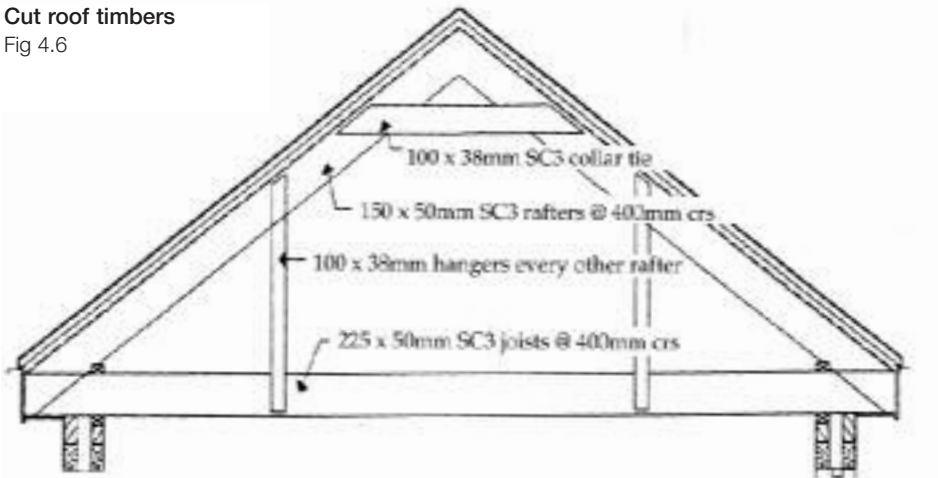 Cut roof timbers
Fig 4.6
100 x 38mm SC3 collar tie
150 x 50mm SC3 rafters @ 400mm crs
100 x 38mm hangers every other rafter
225 x 50mm SC3 joists @ 400mm crs